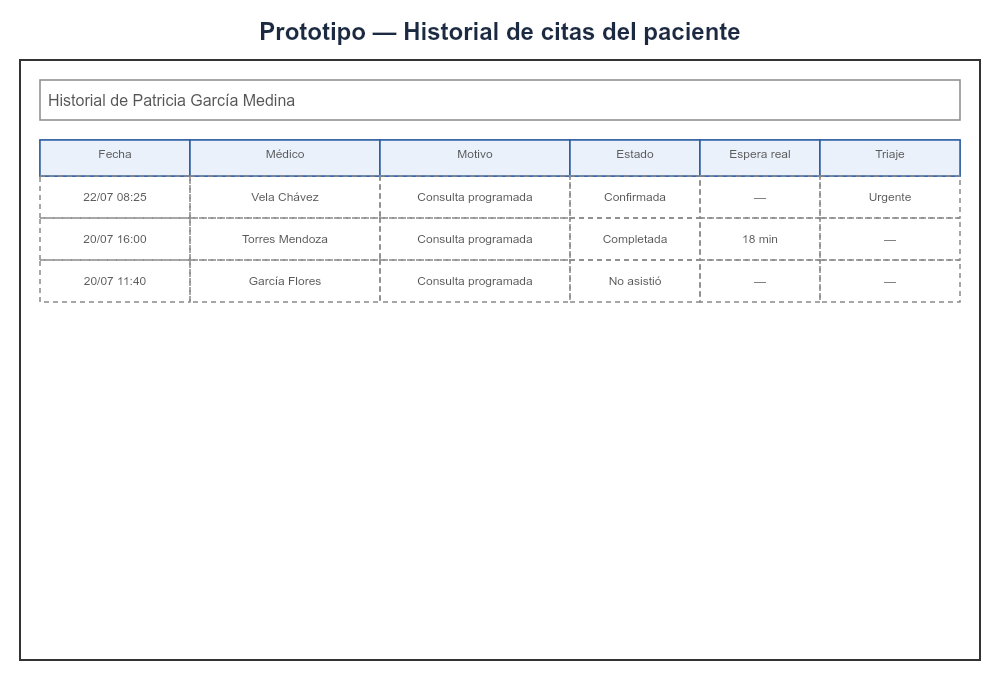 Prototipo — Historial de citas del paciente
Historial de Patricia García Medina
Fecha Médico Motivo Estado Espera real Triaje
22/07 08:25 Vela Chávez Consulta programada Confirmada — Urgente
20/07 16:00 Torres Mendoza Consulta programada Completada 18 min —
20/07 11:40 García Flores Consulta programada No asistió — —